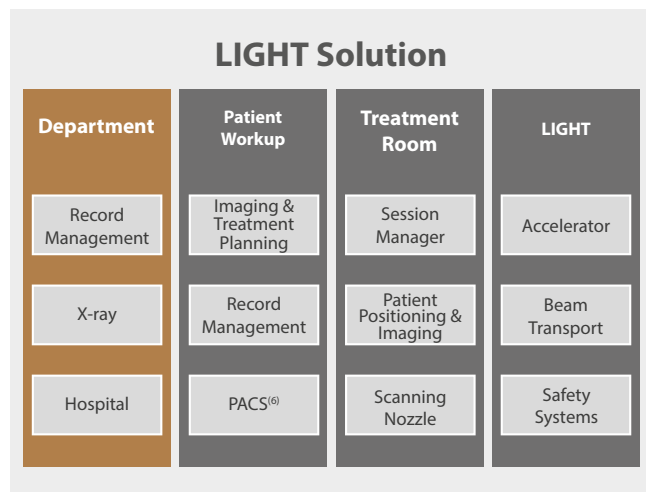 LIGHT Solution
Department
Record
Management
X-ray
Hospital
Patient
Workup
Imaging &
Treatment
Planning
Record
Management
PACS(6)
Treatment
Room
Session
Manager
Patient
Positioning &
Imaging
Scanning
Nozzle
LIGHT
Accelerator
Beam
Transport
Safety
Systems